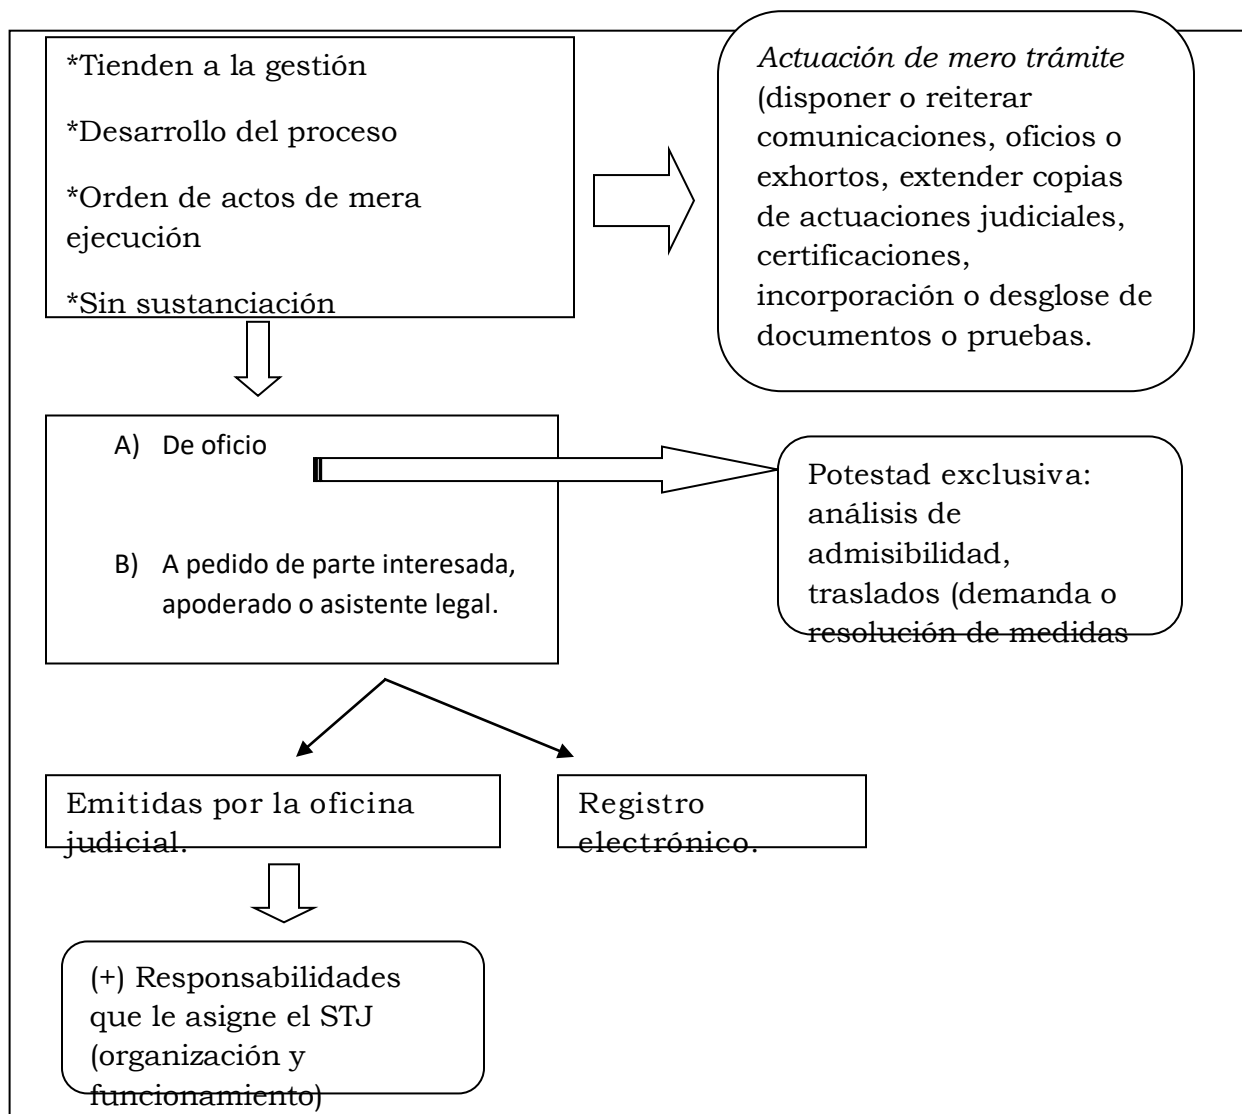 *Tienden a la gestión
*Desarrollo del proceso
*Orden de actos de mera
ejecución
*Sin sustanciación
Actuación de mero trámite
(disponer o reiterar
comunicaciones, oficios o
exhortos, extender copias
de actuaciones judiciales,
certificaciones,
incorporación o desglose de
documentos o pruebas.
A) De oficio
B) A pedido de parte interesada,
apoderado o asistente legal.
Potestad exclusiva:
análisis de
admisibilidad,
traslados (demanda o
resolución de medidas
Emitidas por la oficina
judicial.
Registro
electrónico.
(+) Responsabilidades
que le asigne el STJ
(organización y
funcionamiento)